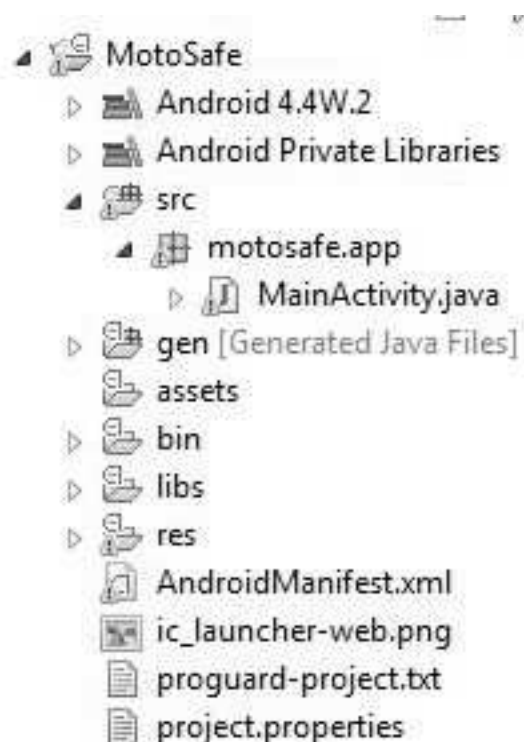 MotoSafe
Android 4.4W.2
Android Private Libraries
src
motosafe.app
MainActivity.java
gen [Generated Java Files]
assets
bin
libs
res
AndroidManifest.xml
ic_launcher-web.png
proguard-project.txt
project.properties